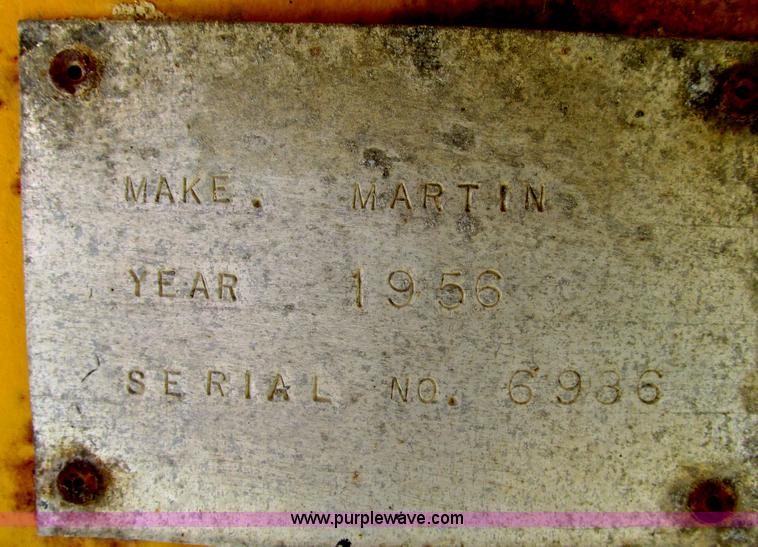 MAKE. MARTIN
YEAR 1956
SERIAL NO. 6936
www.purplewave.com